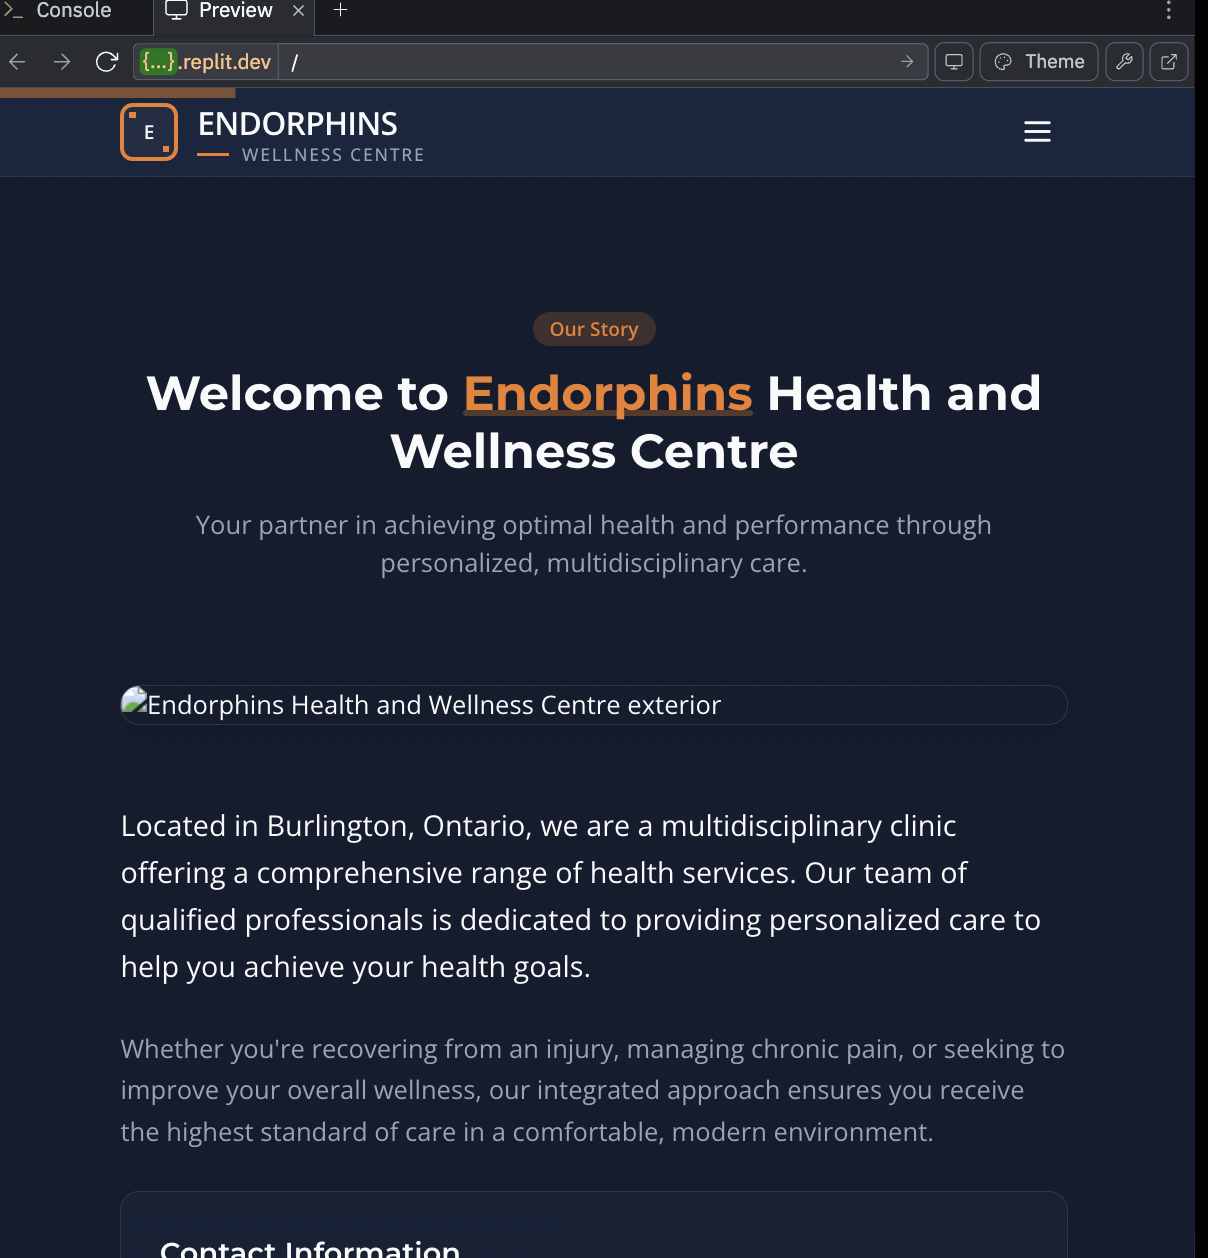 Console
Preview
{...}.replit.dev /
Theme
E
ENDORPHINS
WELLNESS CENTRE
Our Story
Welcome to Endorphins Health and
Wellness Centre
Your partner in achieving optimal health and performance through
personalized, multidisciplinary care.
Endorphins Health and Wellness Centre exterior
Located in Burlington, Ontario, we are a multidisciplinary clinic
offering a comprehensive range of health services. Our team of
qualified professionals is dedicated to providing personalized care to
help you achieve your health goals.
Whether you're recovering from an injury, managing chronic pain, or seeking to
improve your overall wellness, our integrated approach ensures you receive
the highest standard of care in a comfortable, modern environment.
Contact Information